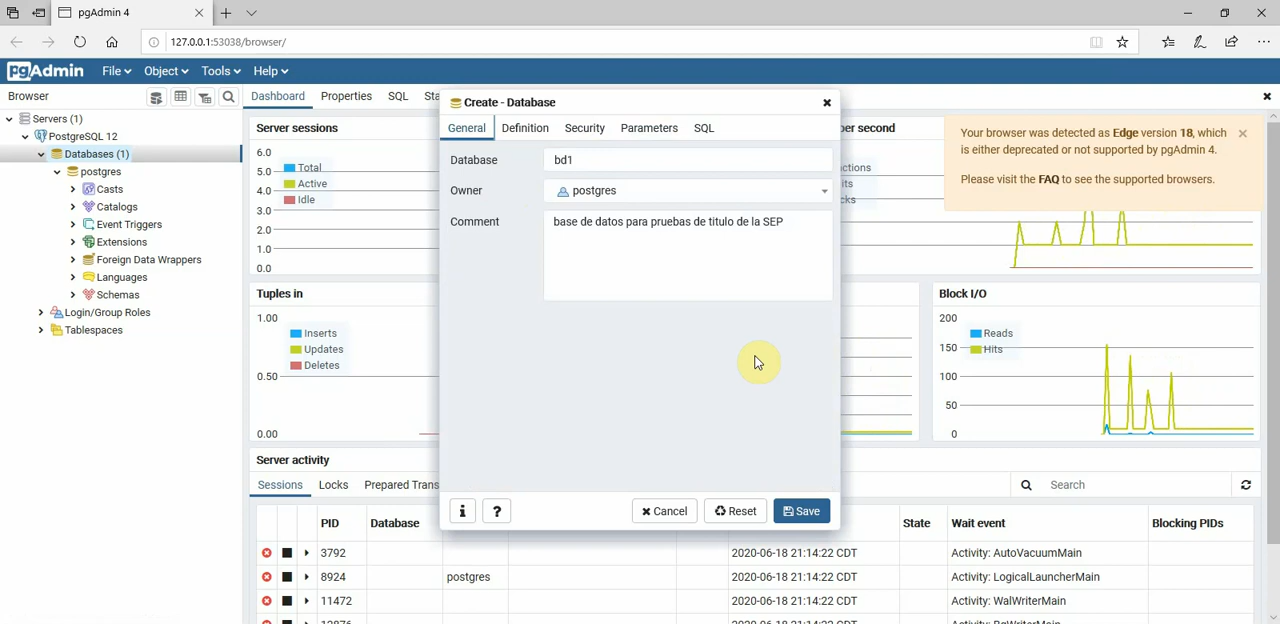 pgAdmin 4
127.0.0.1:53038/browser/
pgAdmin File Object Tools Help
Browser
Dashboard Properties SQL Sta
Servers (1)
PostgreSQL 12
Databases (1)
postgres
Casts
Catalogs
Event Triggers
Extensions
Foreign Data Wrappers
Languages
Schemas
Login/Group Roles
Tablespaces
Server sessions
6.0
5.0
4.0
3.0
2.0
1.0
0.0
Total
Active
Idle
Tuples in
1.00
0.50
0.00
Inserts
Updates
Deletes
Create - Database
General Definition Security Parameters SQL
Database bd1
Owner postgres
Comment base de datos para pruebas de titulo de la SEP
i ? Cancel Reset Save
per second
actions
its
cks
Your browser was detected as Edge version 18, which
is either deprecated or not supported by pgAdmin 4.
Please visit the FAQ to see the supported browsers.
Block I/O
200
150
100
50
0
Reads
Hits
Server activity
Sessions Locks Prepared Trans
Search
PID Database State Wait event Blocking PIDs
3792 2020-06-18 21:14:22 CDT Activity: AutoVacuumMain
8924 postgres 2020-06-18 21:14:22 CDT Activity: LogicalLauncherMain
11472 2020-06-18 21:14:22 CDT Activity: WalWriterMain